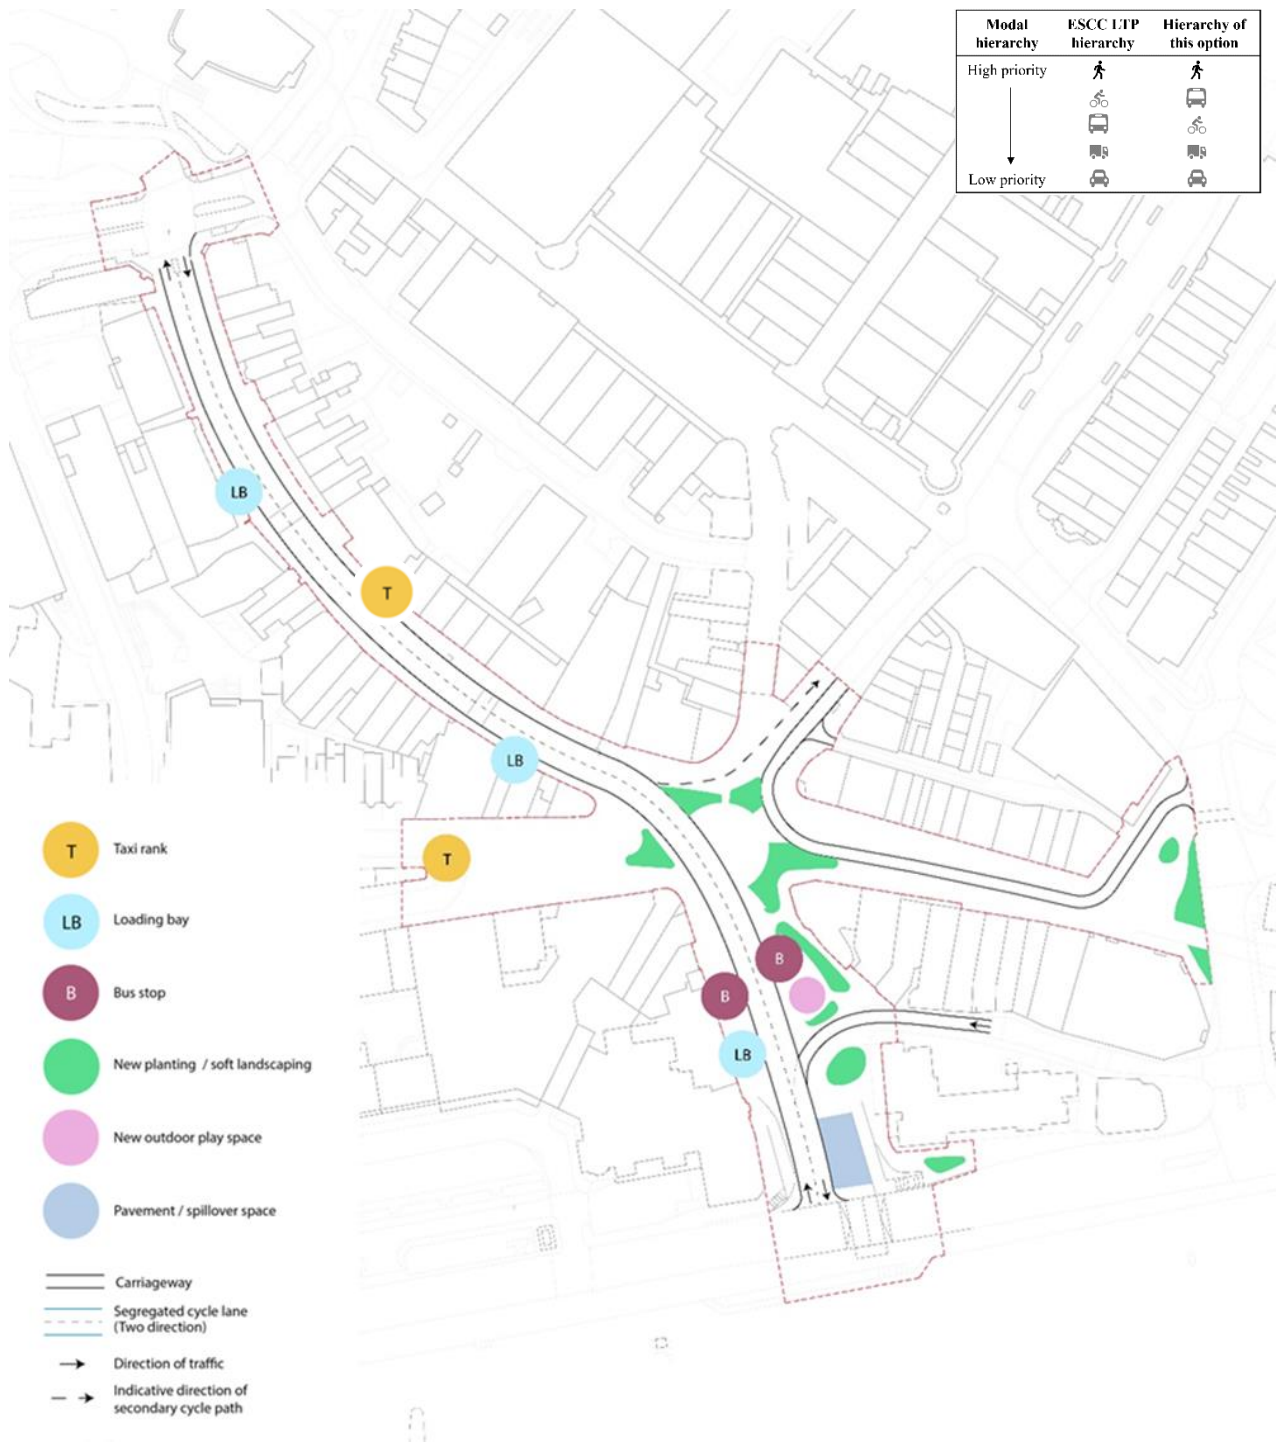 Modal hierarchy
ESCC LTP hierarchy
Hierarchy of this option
High priority
Low priority
LB
T
LB
T
B
B
LB
T Taxi rank
LB Loading bay
B Bus stop
New planting / soft landscaping
New outdoor play space
Pavement / spillover space
Carriageway
Segregated cycle lane
(Two direction)
Direction of traffic
Indicative direction of
secondary cycle path